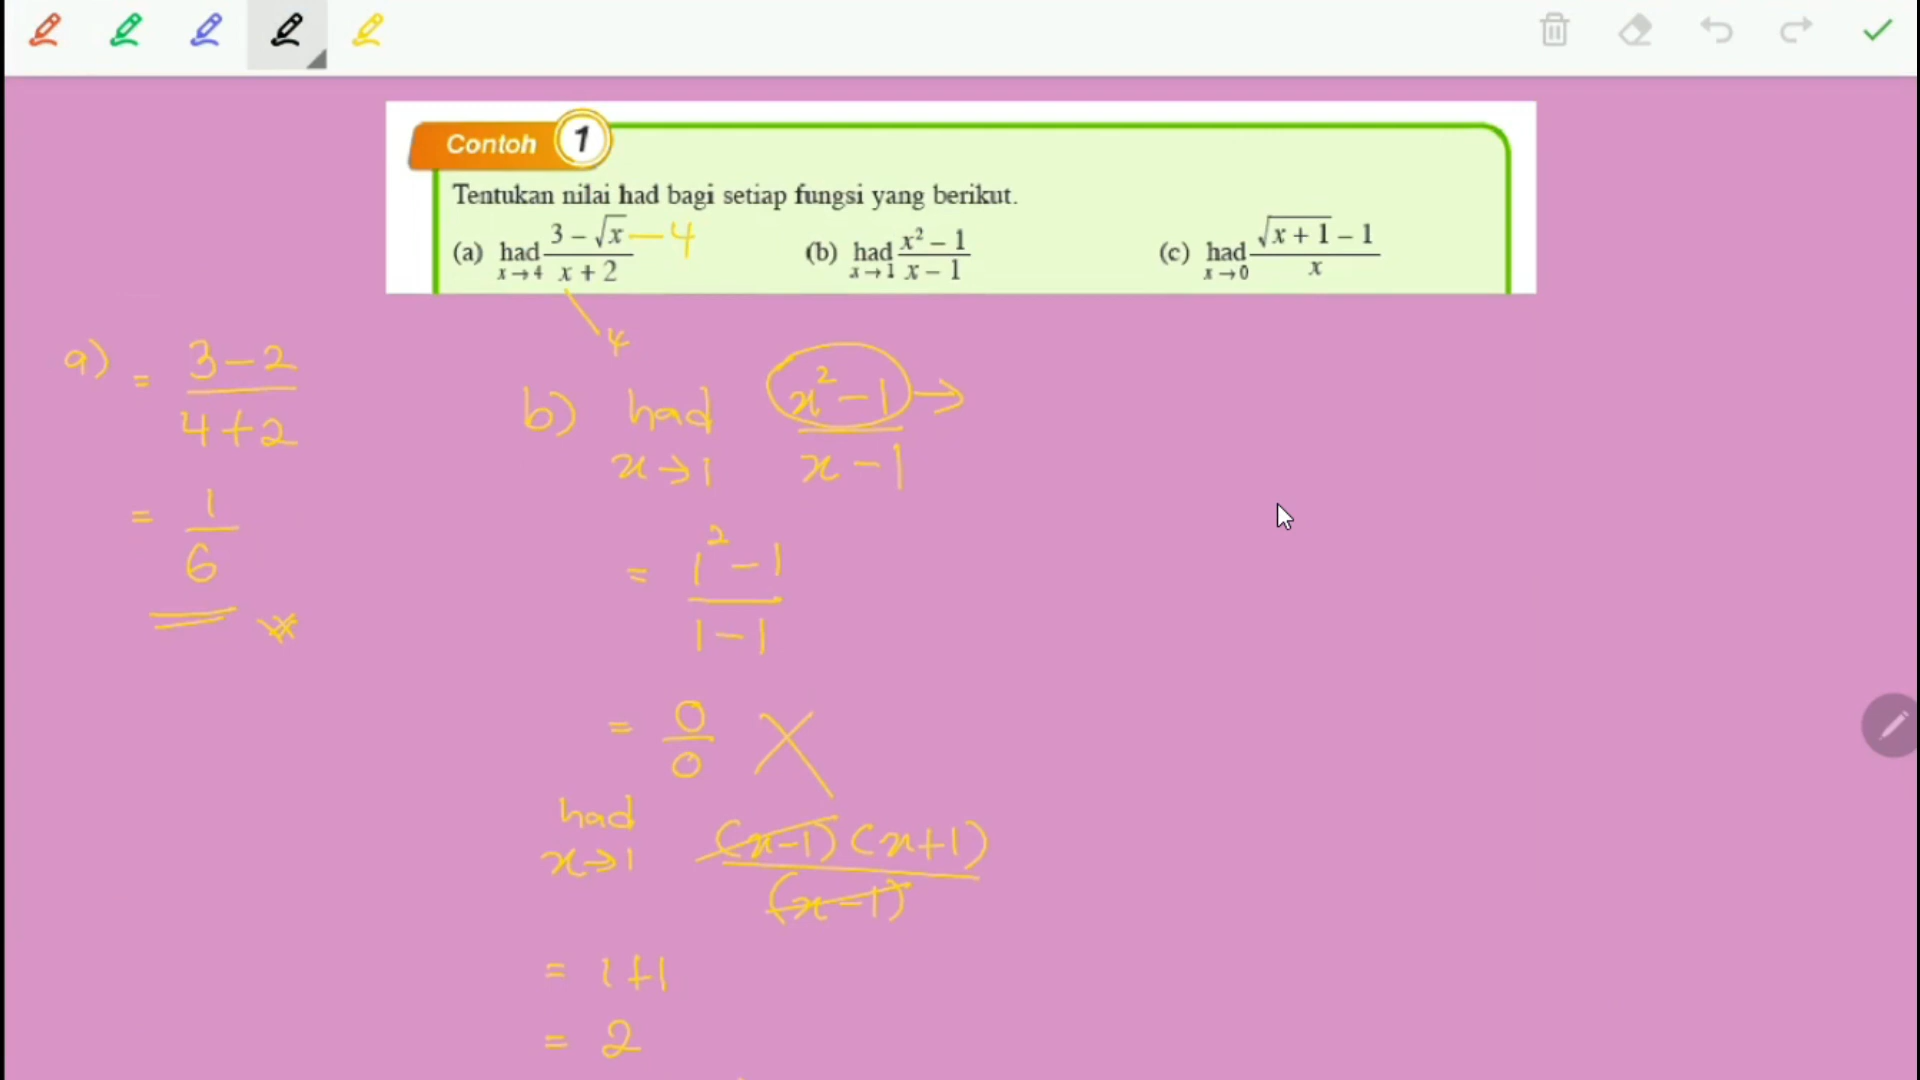 Contoh 1
Tentukan nilai had bagi setiap fungsi yang berikut.
(a) had x→4 (3 – √x)/(x + 2) (b) had x→1 (x² – 1)/(x – 1) (c) had x→0 (√(x + 1) – 1)/x
— 4
4
a) = (3 – 2)/(4 + 2)
= 1/6
b) had x→1 (x² – 1)/(x – 1) →
= (1² – 1)/(1 – 1)
= 0/0 X
had x→1 (x–1)(x+1)/(x–1)
= 1+1
= 2